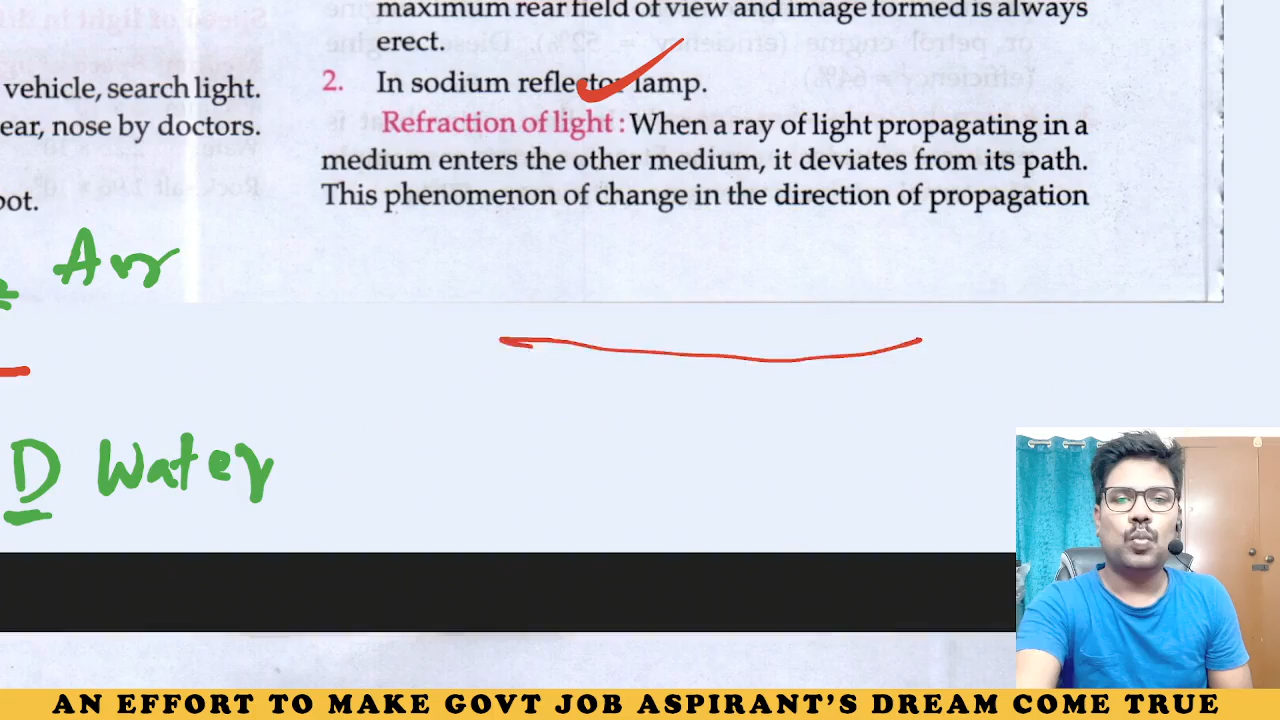 vehicle, search light.
ear, nose by doctors.
oot.
maximum rear field of view and image formed is always
erect.
2. In sodium reflector lamp.
Refraction of light : When a ray of light propagating in a
medium enters the other medium, it deviates from its path.
This phenomenon of change in the direction of propagation
D Water
AN EFFORT TO MAKE GOVT JOB ASPIRANT'S DREAM COME TRUE